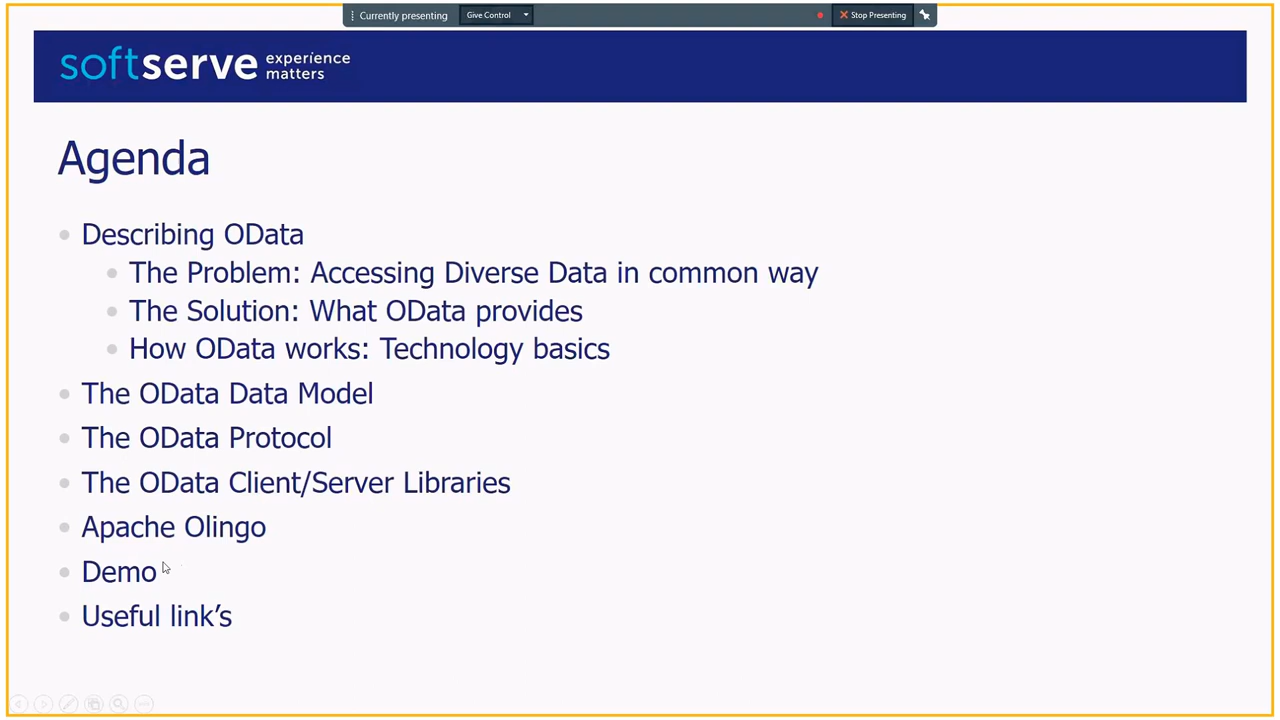 Currently presenting Give Control Stop Presenting
softserve experience
matters
Agenda
Describing OData
The Problem: Accessing Diverse Data in common way
The Solution: What OData provides
How OData works: Technology basics
The OData Data Model
The OData Protocol
The OData Client/Server Libraries
Apache Olingo
Demo
Useful link’s